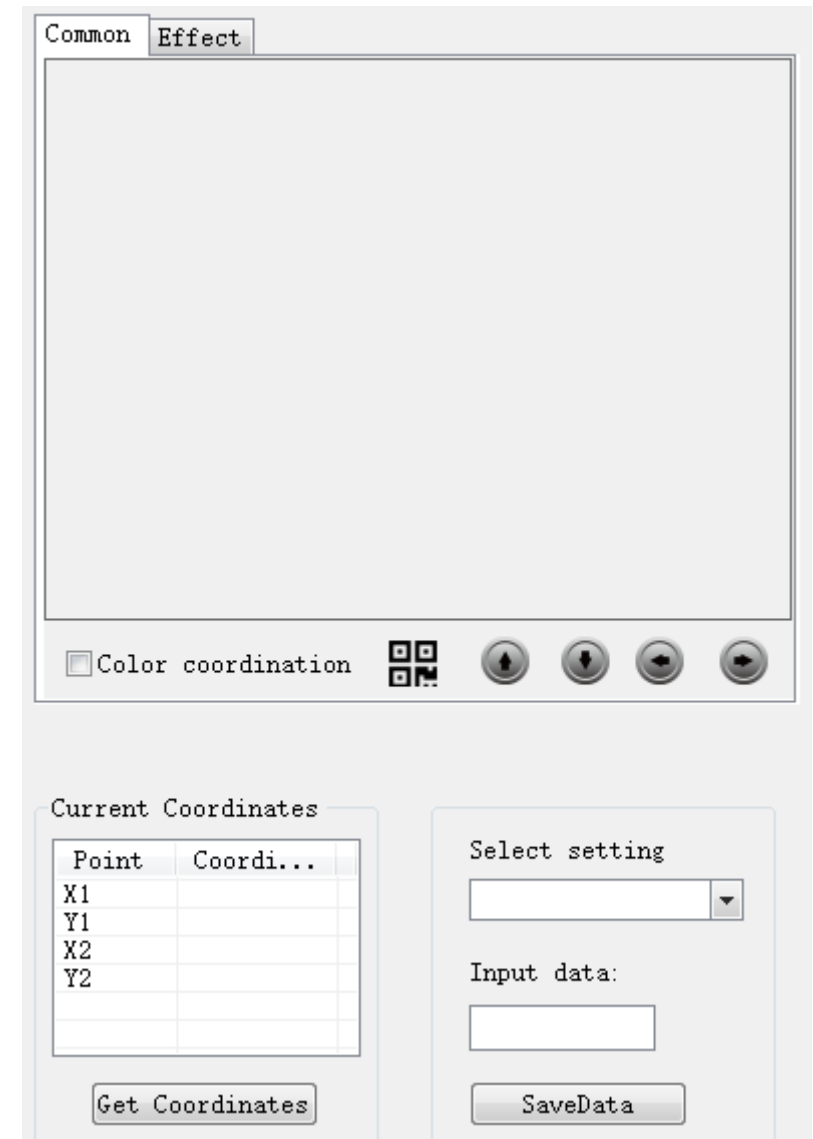 Common Effect
Color coordination
Current Coordinates
Point Coordi...
X1
Y1
X2
Y2
Get Coordinates
Select setting
Input data:
SaveData